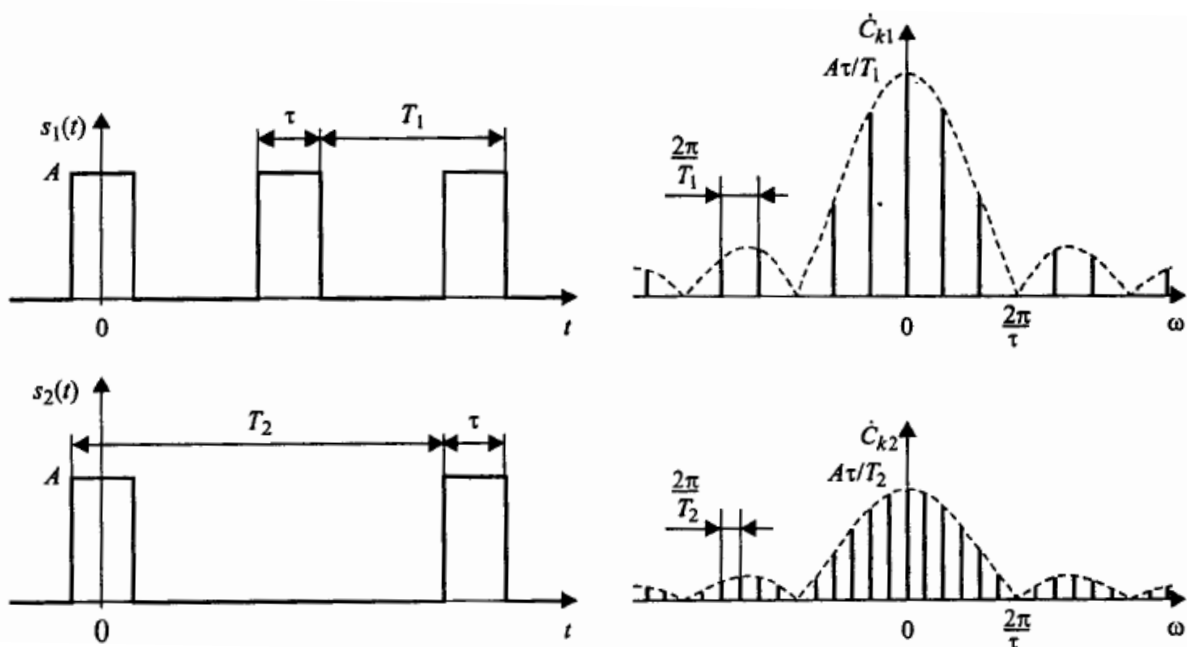 s₁(t)
A
τ
T₁
0
t
Ċₖ₁
Aτ/T₁
2π/T₁
0
2π/τ
ω
s₂(t)
A
T₂
τ
0
t
Ċₖ₂
Aτ/T₂
2π/T₂
0
2π/τ
ω